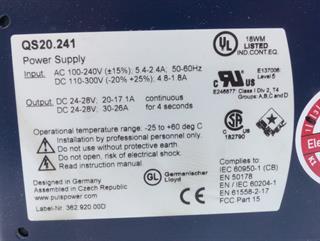 QS20.241
Power Supply
Input: AC 100-240V (±15%); 5.4-2.4A; 50-60Hz
DC 110-300V (-20% +25%); 4.8-1.8A
Output: DC 24-28V, 20-17.1A continuous
DC 24-28V, 30-26A for 4 seconds
Operational temperature range: -25 to +60 deg C
Installation by professional personnel only.
Do not use without protective earth
Do not open, risk of electrical shock.
Read instructions.
Designed in Germany
Assembled in Czech Republic
www.pulspower.com
Label-Nr. 362.920.00D
UL
LISTED
18WM
IND.CONT.EQ.
E137006
Level 5
C UL US
E246877: Class I Div 2, T4
Groups: A,B,C and D
C US
182790
GL Germanischer Lloyd
Complies to:
IEC 60950-1 (CB)
EN 50178
EN / IEC 60204-1
EN 61558-2-17
FCC Part 15